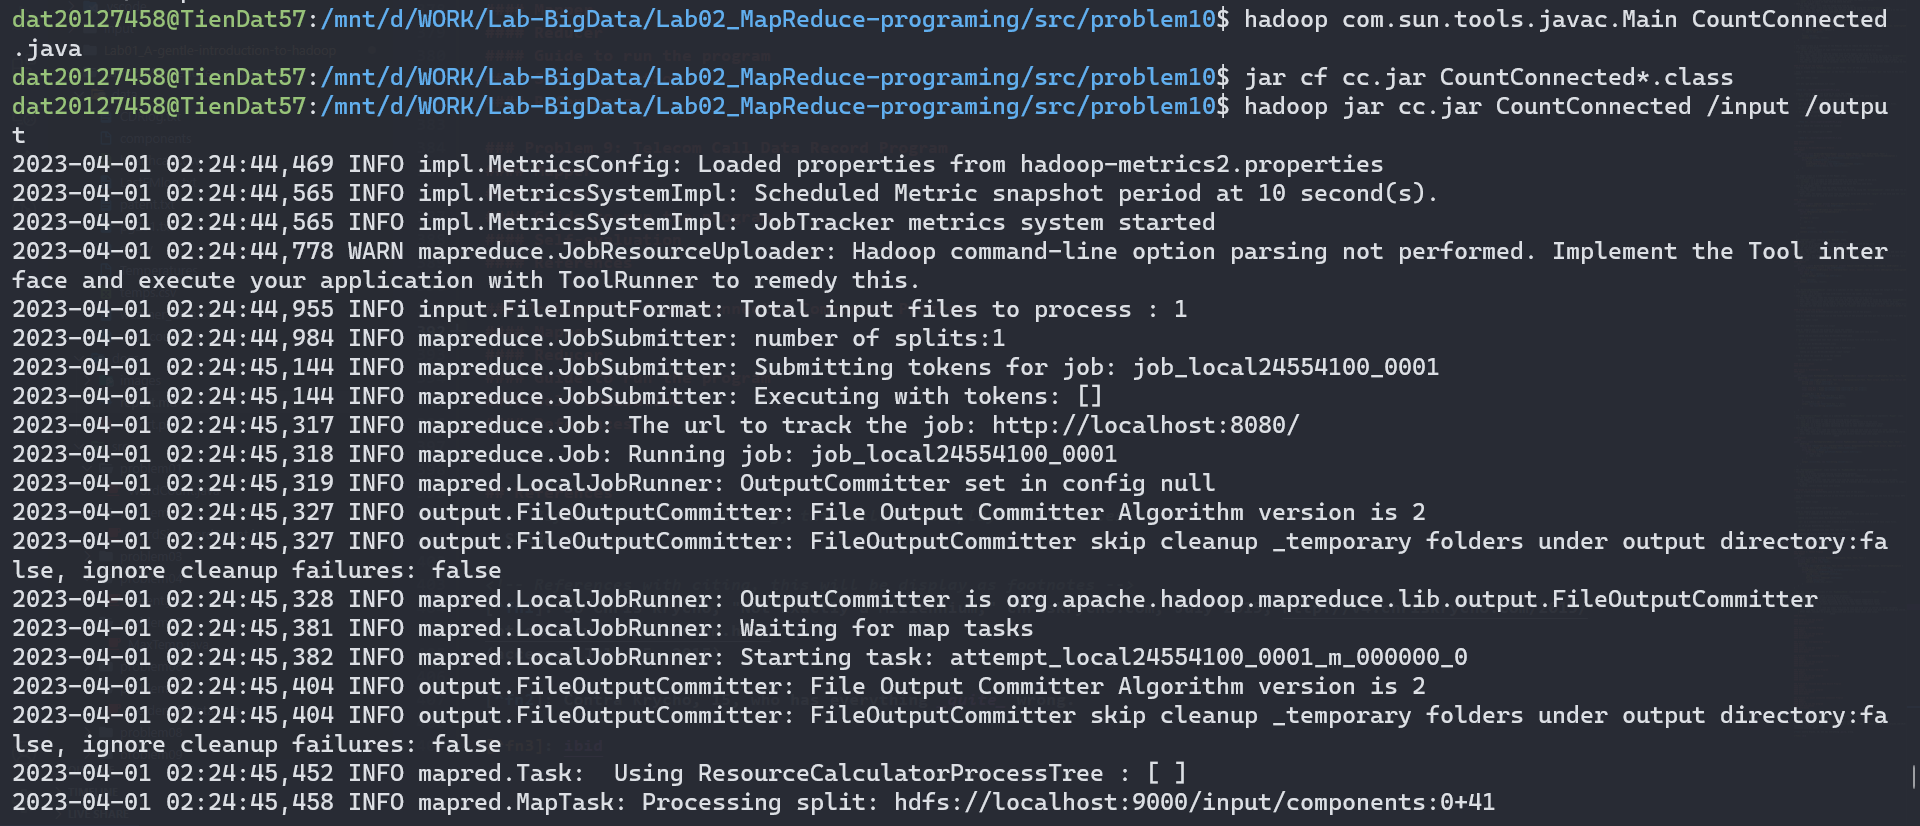 dat20127458@TienDat57:/mnt/d/WORK/Lab-BigData/Lab02_MapReduce-programing/src/problem10$ hadoop com.sun.tools.javac.Main CountConnected
.java
dat20127458@TienDat57:/mnt/d/WORK/Lab-BigData/Lab02_MapReduce-programing/src/problem10$ jar cf cc.jar CountConnected*.class
dat20127458@TienDat57:/mnt/d/WORK/Lab-BigData/Lab02_MapReduce-programing/src/problem10$ hadoop jar cc.jar CountConnected /input /outpu
t
2023-04-01 02:24:44,469 INFO impl.MetricsConfig: Loaded properties from hadoop-metrics2.properties
2023-04-01 02:24:44,565 INFO impl.MetricsSystemImpl: Scheduled Metric snapshot period at 10 second(s).
2023-04-01 02:24:44,565 INFO impl.MetricsSystemImpl: JobTracker metrics system started
2023-04-01 02:24:44,778 WARN mapreduce.JobResourceUploader: Hadoop command-line option parsing not performed. Implement the Tool inter
face and execute your application with ToolRunner to remedy this.
2023-04-01 02:24:44,955 INFO input.FileInputFormat: Total input files to process : 1
2023-04-01 02:24:44,984 INFO mapreduce.JobSubmitter: number of splits:1
2023-04-01 02:24:45,144 INFO mapreduce.JobSubmitter: Submitting tokens for job: job_local24554100_0001
2023-04-01 02:24:45,144 INFO mapreduce.JobSubmitter: Executing with tokens: []
2023-04-01 02:24:45,317 INFO mapreduce.Job: The url to track the job: http://localhost:8080/
2023-04-01 02:24:45,318 INFO mapreduce.Job: Running job: job_local24554100_0001
2023-04-01 02:24:45,319 INFO mapred.LocalJobRunner: OutputCommitter set in config null
2023-04-01 02:24:45,327 INFO output.FileOutputCommitter: File Output Committer Algorithm version is 2
2023-04-01 02:24:45,327 INFO output.FileOutputCommitter: FileOutputCommitter skip cleanup _temporary folders under output directory:fa
lse, ignore cleanup failures: false
2023-04-01 02:24:45,328 INFO mapred.LocalJobRunner: OutputCommitter is org.apache.hadoop.mapreduce.lib.output.FileOutputCommitter
2023-04-01 02:24:45,381 INFO mapred.LocalJobRunner: Waiting for map tasks
2023-04-01 02:24:45,382 INFO mapred.LocalJobRunner: Starting task: attempt_local24554100_0001_m_000000_0
2023-04-01 02:24:45,404 INFO output.FileOutputCommitter: File Output Committer Algorithm version is 2
2023-04-01 02:24:45,404 INFO output.FileOutputCommitter: FileOutputCommitter skip cleanup _temporary folders under output directory:fa
lse, ignore cleanup failures: false
2023-04-01 02:24:45,452 INFO mapred.Task:  Using ResourceCalculatorProcessTree : [ ]
2023-04-01 02:24:45,458 INFO mapred.MapTask: Processing split: hdfs://localhost:9000/input/components:0+41